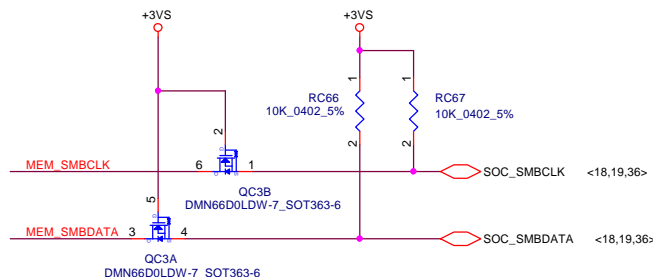 +3VS
+3VS
1
1
RC66
10K_0402_5%
RC67
10K_0402_5%
2
2
2
MEM_SMBCLK
6
1
SOC_SMBCLK
<18,19,36>
QC3B
DMN66D0LDW-7_SOT363-6
5
MEM_SMBDATA
3
4
SOC_SMBDATA
<18,19,36>
QC3A
DMN66D0LDW-7_SOT363-6